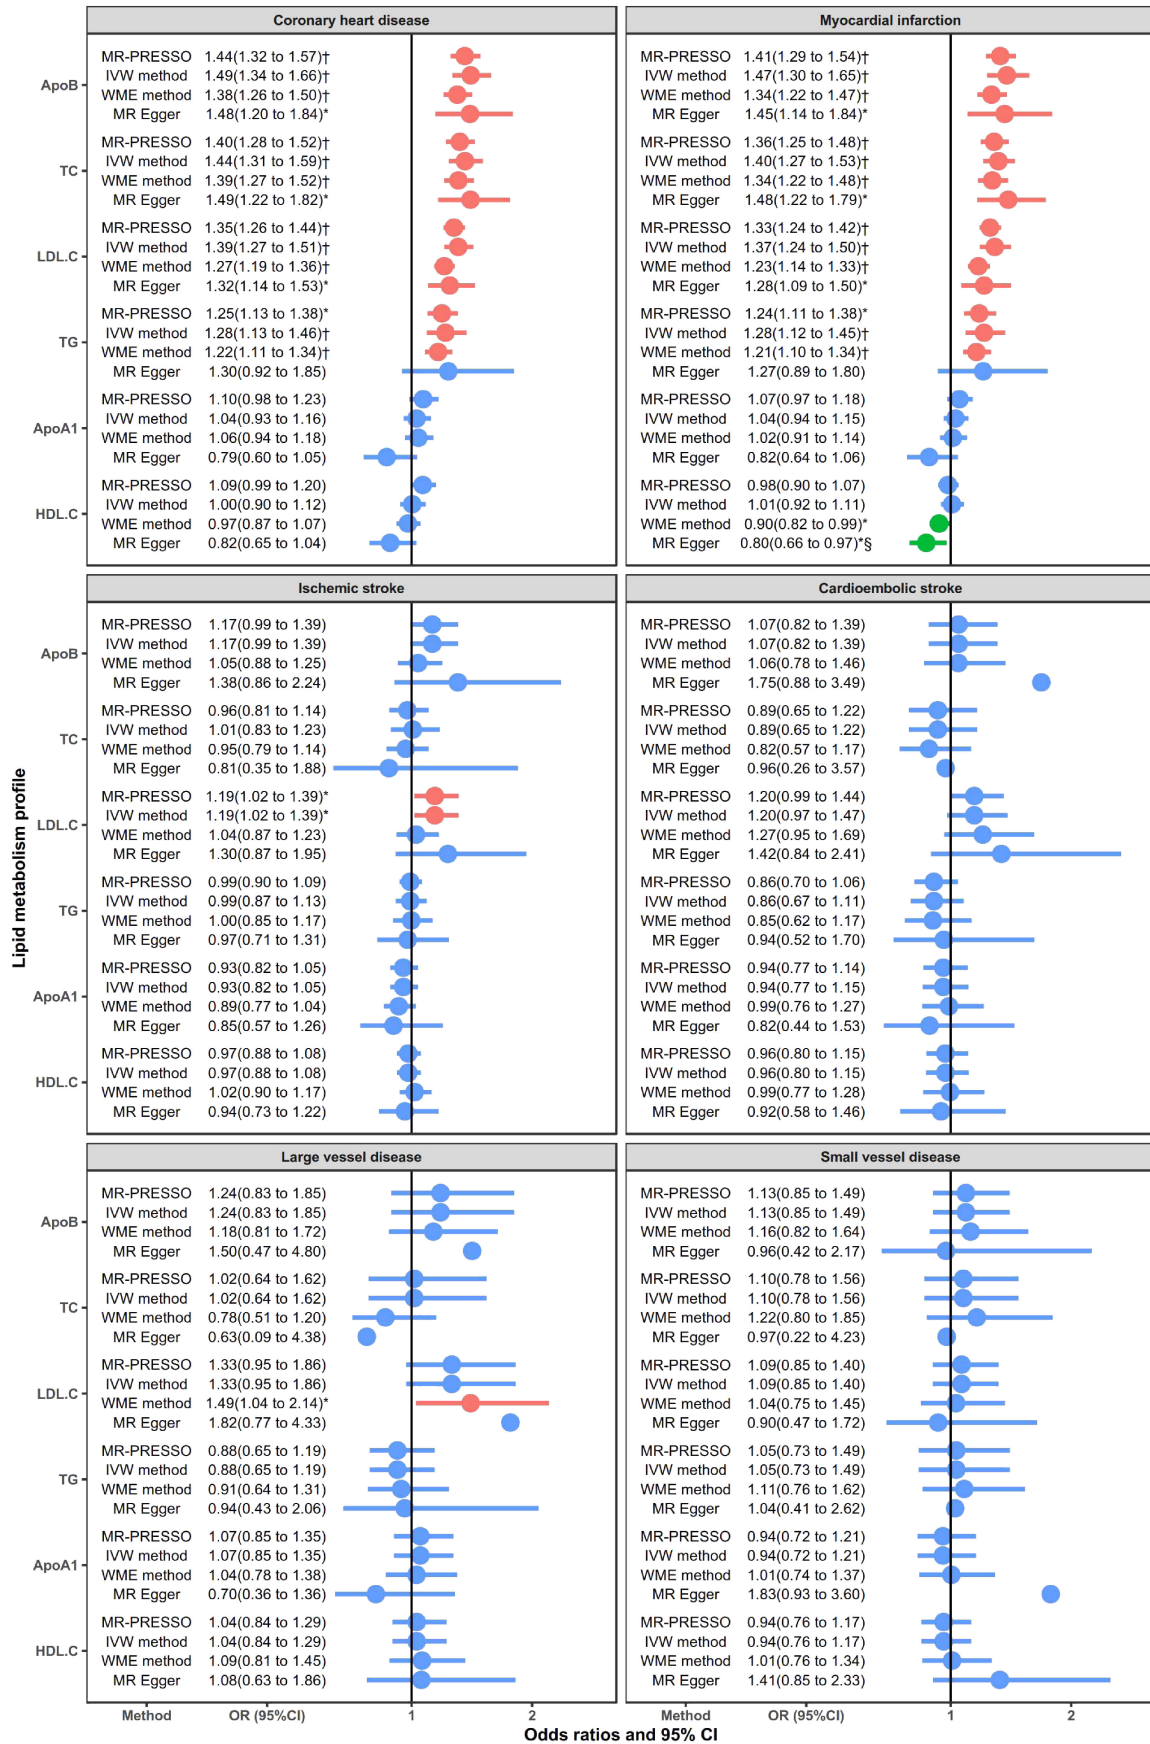 Coronary heart disease
MR-PRESSO 1.44(1.32 to 1.57)†
IVW method 1.49(1.34 to 1.66)†
ApoB
WME method 1.38(1.26 to 1.50)†
MR Egger 1.48(1.20 to 1.84)*
MR-PRESSO 1.40(1.28 to 1.52)†
IVW method 1.44(1.31 to 1.59)†
TC
WME method 1.39(1.27 to 1.52)†
MR Egger 1.49(1.22 to 1.82)*
MR-PRESSO 1.35(1.26 to 1.44)†
IVW method 1.39(1.27 to 1.51)†
LDL.C
WME method 1.27(1.19 to 1.36)†
MR Egger 1.32(1.14 to 1.53)*
MR-PRESSO 1.25(1.13 to 1.38)*
IVW method 1.28(1.13 to 1.46)†
TG
WME method 1.22(1.11 to 1.34)†
MR Egger 1.30(0.92 to 1.85)
MR-PRESSO 1.10(0.98 to 1.23)
IVW method 1.04(0.93 to 1.16)
ApoA1
WME method 1.06(0.94 to 1.18)
MR Egger 0.79(0.60 to 1.05)
MR-PRESSO 1.09(0.99 to 1.20)
IVW method 1.00(0.90 to 1.12)
HDL.C
WME method 0.97(0.87 to 1.07)
MR Egger 0.82(0.65 to 1.04)
Myocardial infarction
MR-PRESSO 1.41(1.29 to 1.54)†
IVW method 1.47(1.30 to 1.65)†
WME method 1.34(1.22 to 1.47)†
MR Egger 1.45(1.14 to 1.84)*
MR-PRESSO 1.36(1.25 to 1.48)†
IVW method 1.40(1.27 to 1.53)†
WME method 1.34(1.22 to 1.48)†
MR Egger 1.48(1.22 to 1.79)*
MR-PRESSO 1.33(1.24 to 1.42)†
IVW method 1.37(1.24 to 1.50)†
WME method 1.23(1.14 to 1.33)†
MR Egger 1.28(1.09 to 1.50)*
MR-PRESSO 1.24(1.11 to 1.38)*
IVW method 1.28(1.12 to 1.45)†
WME method 1.21(1.10 to 1.34)†
MR Egger 1.27(0.89 to 1.80)
MR-PRESSO 1.07(0.97 to 1.18)
IVW method 1.04(0.94 to 1.15)
WME method 1.02(0.91 to 1.14)
MR Egger 0.82(0.64 to 1.06)
MR-PRESSO 0.98(0.90 to 1.07)
IVW method 1.01(0.92 to 1.11)
WME method 0.90(0.82 to 0.99)*
MR Egger 0.80(0.66 to 0.97)*§
Lipid metabolism profile
Ischemic stroke
MR-PRESSO 1.17(0.99 to 1.39)
IVW method 1.17(0.99 to 1.39)
ApoB
WME method 1.05(0.88 to 1.25)
MR Egger 1.38(0.86 to 2.24)
MR-PRESSO 0.96(0.81 to 1.14)
IVW method 1.01(0.83 to 1.23)
TC
WME method 0.95(0.79 to 1.14)
MR Egger 0.81(0.35 to 1.88)
MR-PRESSO 1.19(1.02 to 1.39)*
IVW method 1.19(1.02 to 1.39)*
LDL.C
WME method 1.04(0.87 to 1.23)
MR Egger 1.30(0.87 to 1.95)
MR-PRESSO 0.99(0.90 to 1.09)
IVW method 0.99(0.87 to 1.13)
TG
WME method 1.00(0.85 to 1.17)
MR Egger 0.97(0.71 to 1.31)
MR-PRESSO 0.93(0.82 to 1.05)
IVW method 0.93(0.82 to 1.05)
ApoA1
WME method 0.89(0.77 to 1.04)
MR Egger 0.85(0.57 to 1.26)
MR-PRESSO 0.97(0.88 to 1.08)
IVW method 0.97(0.88 to 1.08)
HDL.C
WME method 1.02(0.90 to 1.17)
MR Egger 0.94(0.73 to 1.22)
Cardioembolic stroke
MR-PRESSO 1.07(0.82 to 1.39)
IVW method 1.07(0.82 to 1.39)
WME method 1.06(0.78 to 1.46)
MR Egger 1.75(0.88 to 3.49)
MR-PRESSO 0.89(0.65 to 1.22)
IVW method 0.89(0.65 to 1.22)
WME method 0.82(0.57 to 1.17)
MR Egger 0.96(0.26 to 3.57)
MR-PRESSO 1.20(0.99 to 1.44)
IVW method 1.20(0.97 to 1.47)
WME method 1.27(0.95 to 1.69)
MR Egger 1.42(0.84 to 2.41)
MR-PRESSO 0.86(0.70 to 1.06)
IVW method 0.86(0.67 to 1.11)
WME method 0.85(0.62 to 1.17)
MR Egger 0.94(0.52 to 1.70)
MR-PRESSO 0.94(0.77 to 1.14)
IVW method 0.94(0.77 to 1.15)
WME method 0.99(0.76 to 1.27)
MR Egger 0.82(0.44 to 1.53)
MR-PRESSO 0.96(0.80 to 1.15)
IVW method 0.96(0.80 to 1.15)
WME method 0.99(0.77 to 1.28)
MR Egger 0.92(0.58 to 1.46)
Large vessel disease
MR-PRESSO 1.24(0.83 to 1.85)
IVW method 1.24(0.83 to 1.85)
ApoB
WME method 1.18(0.81 to 1.72)
MR Egger 1.50(0.47 to 4.80)
MR-PRESSO 1.02(0.64 to 1.62)
IVW method 1.02(0.64 to 1.62)
TC
WME method 0.78(0.51 to 1.20)
MR Egger 0.63(0.09 to 4.38)
MR-PRESSO 1.33(0.95 to 1.86)
IVW method 1.33(0.95 to 1.86)
LDL.C
WME method 1.49(1.04 to 2.14)*
MR Egger 1.82(0.77 to 4.33)
MR-PRESSO 0.88(0.65 to 1.19)
IVW method 0.88(0.65 to 1.19)
TG
WME method 0.91(0.64 to 1.31)
MR Egger 0.94(0.43 to 2.06)
MR-PRESSO 1.07(0.85 to 1.35)
IVW method 1.07(0.85 to 1.35)
ApoA1
WME method 1.04(0.78 to 1.38)
MR Egger 0.70(0.36 to 1.36)
MR-PRESSO 1.04(0.84 to 1.29)
IVW method 1.04(0.84 to 1.29)
HDL.C
WME method 1.09(0.81 to 1.45)
MR Egger 1.08(0.63 to 1.86)
Small vessel disease
MR-PRESSO 1.13(0.85 to 1.49)
IVW method 1.13(0.85 to 1.49)
WME method 1.16(0.82 to 1.64)
MR Egger 0.96(0.42 to 2.17)
MR-PRESSO 1.10(0.78 to 1.56)
IVW method 1.10(0.78 to 1.56)
WME method 1.22(0.80 to 1.85)
MR Egger 0.97(0.22 to 4.23)
MR-PRESSO 1.09(0.85 to 1.40)
IVW method 1.09(0.85 to 1.40)
WME method 1.04(0.75 to 1.45)
MR Egger 0.90(0.47 to 1.72)
MR-PRESSO 1.05(0.73 to 1.49)
IVW method 1.05(0.73 to 1.49)
WME method 1.11(0.76 to 1.62)
MR Egger 1.04(0.41 to 2.62)
MR-PRESSO 0.94(0.72 to 1.21)
IVW method 0.94(0.72 to 1.21)
WME method 1.01(0.74 to 1.37)
MR Egger 1.83(0.93 to 3.60)
MR-PRESSO 0.94(0.76 to 1.17)
IVW method 0.94(0.76 to 1.17)
WME method 1.01(0.76 to 1.34)
MR Egger 1.41(0.85 to 2.33)
Method OR (95%CI) 1 2 Method OR (95%CI) 1 2
Odds ratios and 95% CI